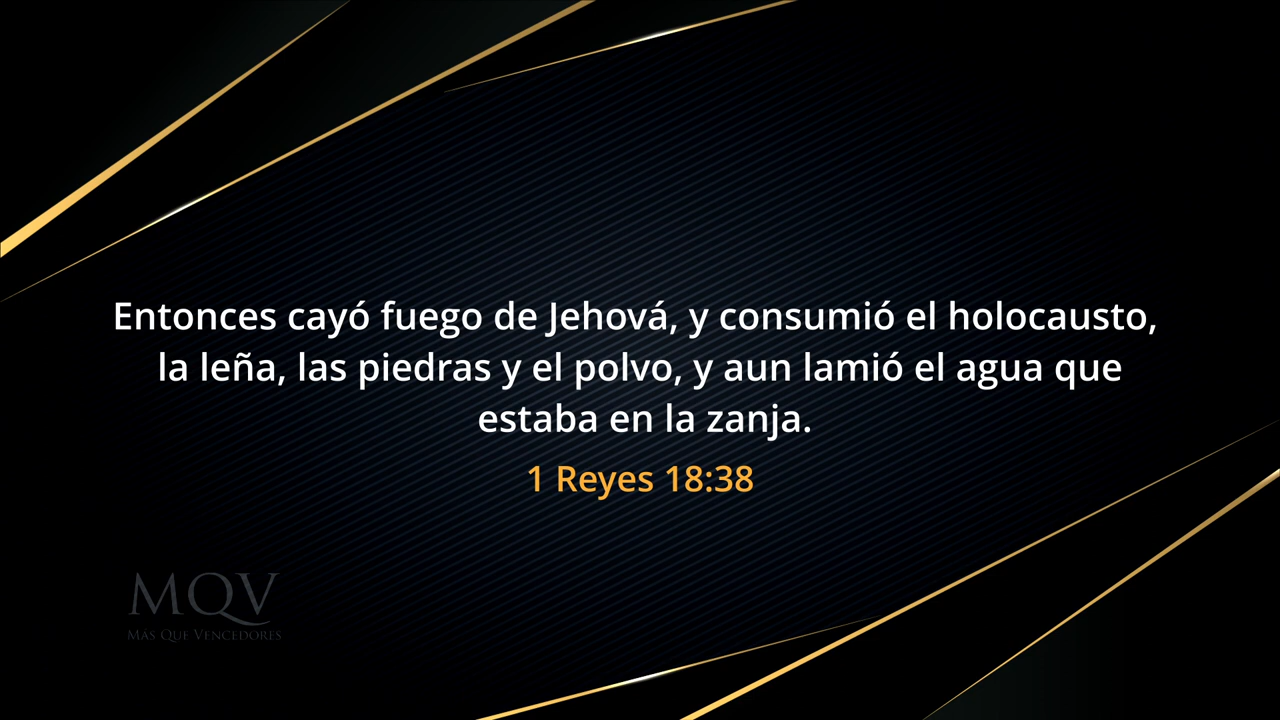 Entonces cayó fuego de Jehová, y consumió el holocausto,
la leña, las piedras y el polvo, y aun lamió el agua que
estaba en la zanja.
1 Reyes 18:38
MQV
MÁS QUE VENCEDORES